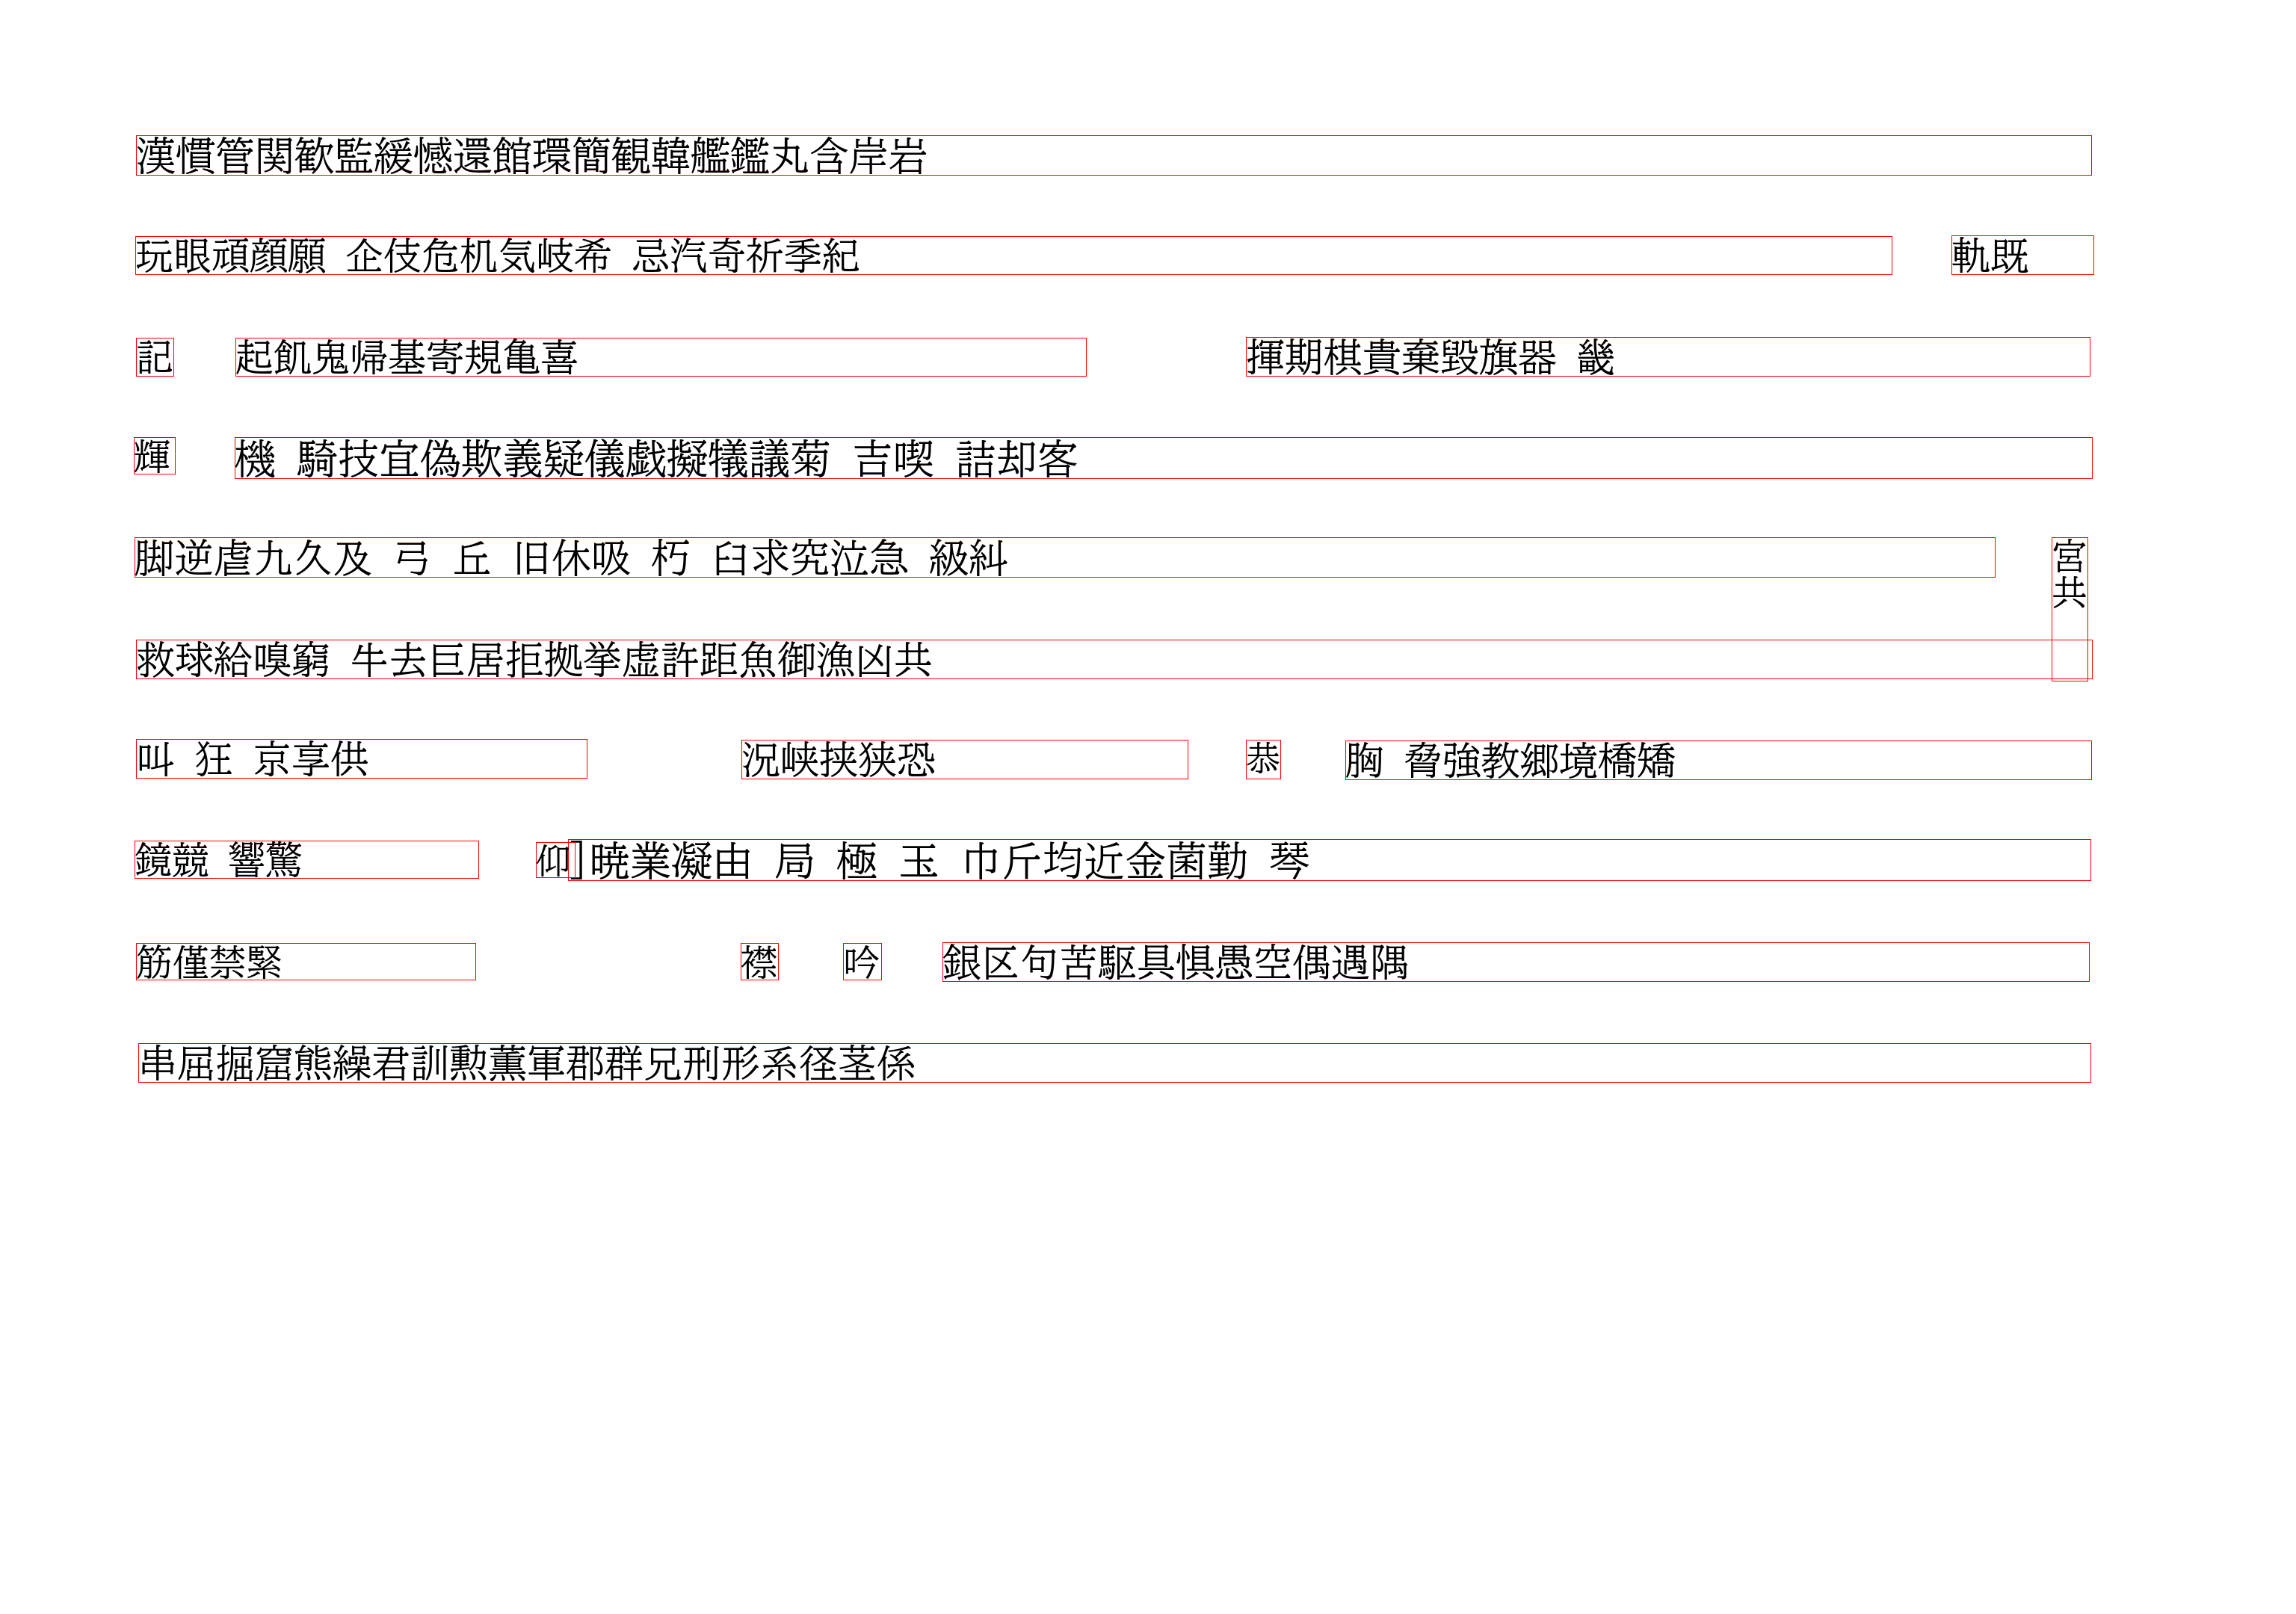 漢慣管関歓監緩憾還館環簡観韓艦鑑丸含岸岩
玩眼頑顔願 企伎危机気岐希 忌汽奇祈季紀 軌既
記 起飢鬼帰基寄規亀喜 揮期棋貴棄毀旗器 畿
輝 機 騎技宜偽欺義疑儀戯擬犠議菊 吉喫 詰却客
脚逆虐九久及 弓 丘 旧休吸 朽 臼求究泣急 級糾
宮共
救球給嗅窮 牛去巨居拒拠挙虚許距魚御漁凶共
叫 狂 京享供 況峡挟狭恐 恭 胸 脅強教郷境橋矯
鏡競 響驚 仰]暁業凝由 局 極 玉 巾斤均近金菌勤 琴
筋僅禁緊 襟 吟 銀区句苦駆具惧愚空偶遇隅
串屈掘窟熊繰君訓勲薫軍郡群兄刑形系径茎係